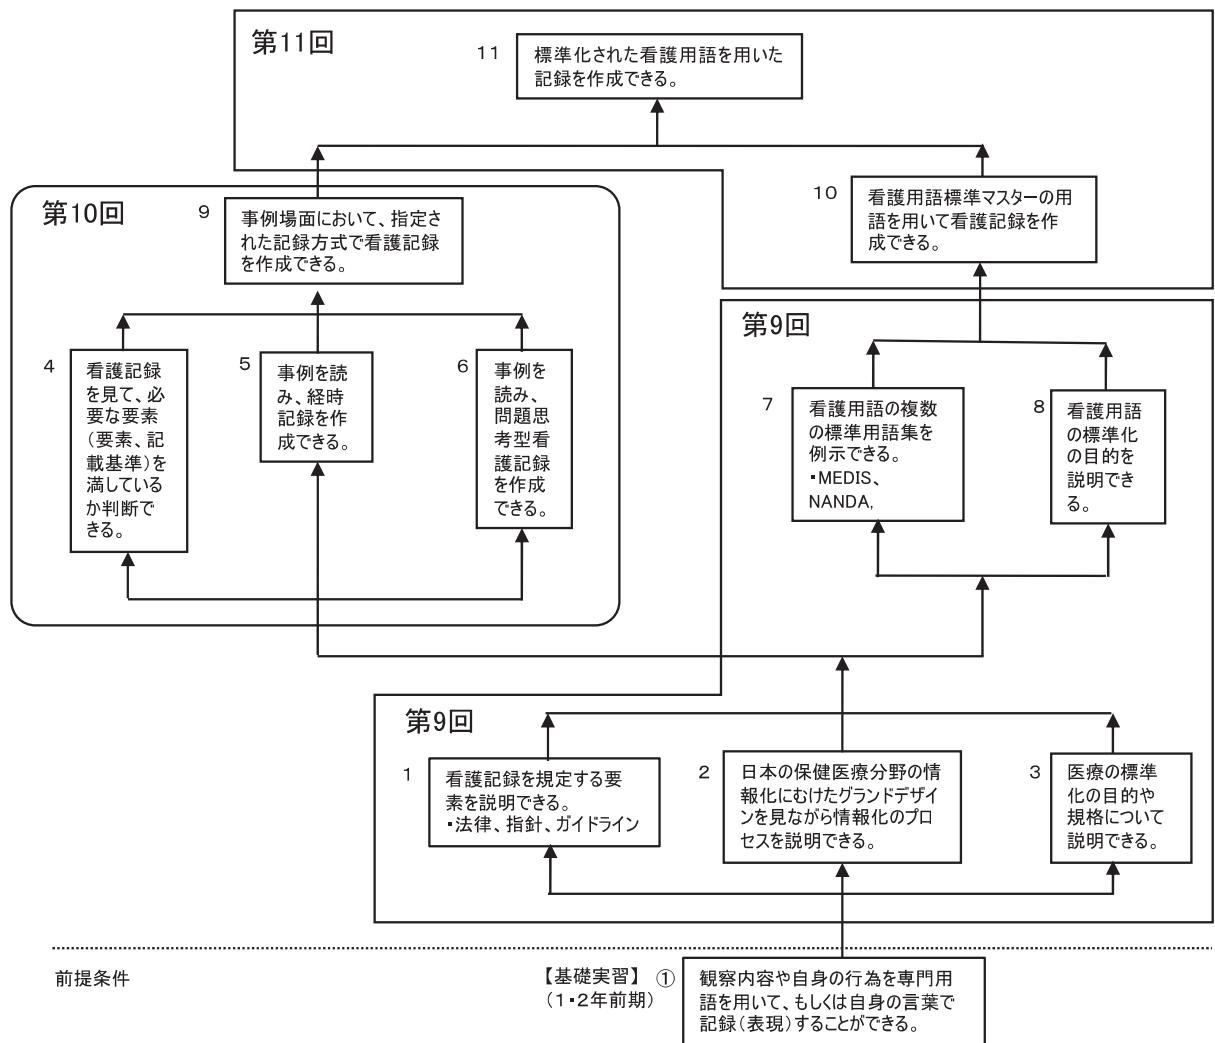 第11回
11
標準化された看護用語を用いた
記録を作成できる。
第10回
9
事例場面において、指定さ
れた記録方式で看護記録
を作成できる。
10
看護用語標準マスターの用
語を用いて看護記録を作
成できる。
4
看護記録
を見て、必
要な要素
(要素、記
載基準)を
満している
か判断で
きる。
5
事例を読
み、経時
記録を作
成できる。
6
事例を
読み、
問題思
考型看
護記録
を作成
できる。
第9回
7
看護用語の複数
の標準用語集を
例示できる。
・MEDIS、
NANDA,
8
看護用語
の標準化
の目的を
説明でき
る。
第9回
1
看護記録を規定する要
素を説明できる。
・法律、指針、ガイドライン
2
日本の保健医療分野の情
報化にむけたグランドデザイ
ンを見ながら情報化のプロ
セスを説明できる。
3
医療の標準
化の目的や
規格について
説明できる。
前提条件
【基礎実習】 ①
(1・2年前期)
観察内容や自身の行為を専門用
語を用いて、もしくは自身の言葉で
記録(表現)することができる。